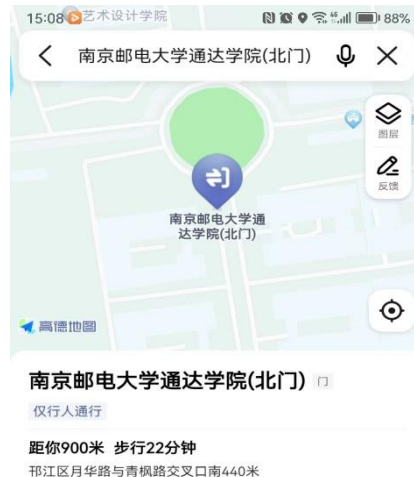 15:08 艺术设计学院 4G 88%
南京邮电大学通达学院(北门)
图层
反馈
南京邮电大学通
达学院(北门)
高德地图
南京邮电大学通达学院(北门) 门
仅行人通行
距你900米 步行22分钟
邗江区月华路与青枫路交叉口南440米